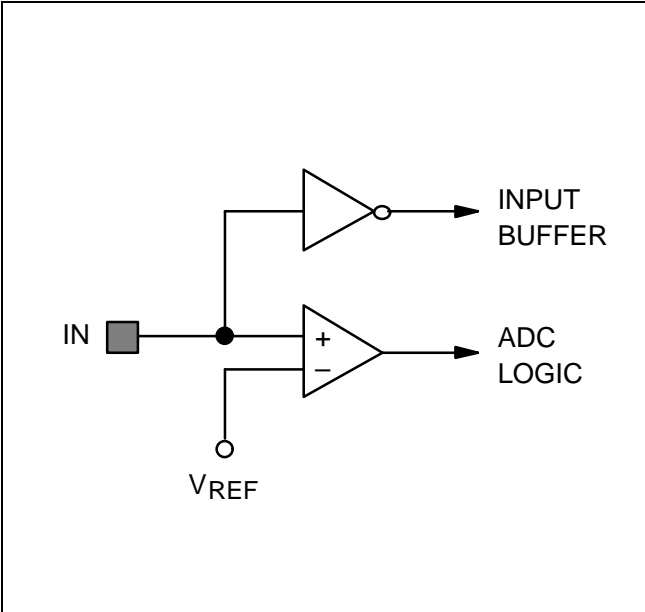 INPUT
BUFFER
IN
+
−
ADC
LOGIC
VREF